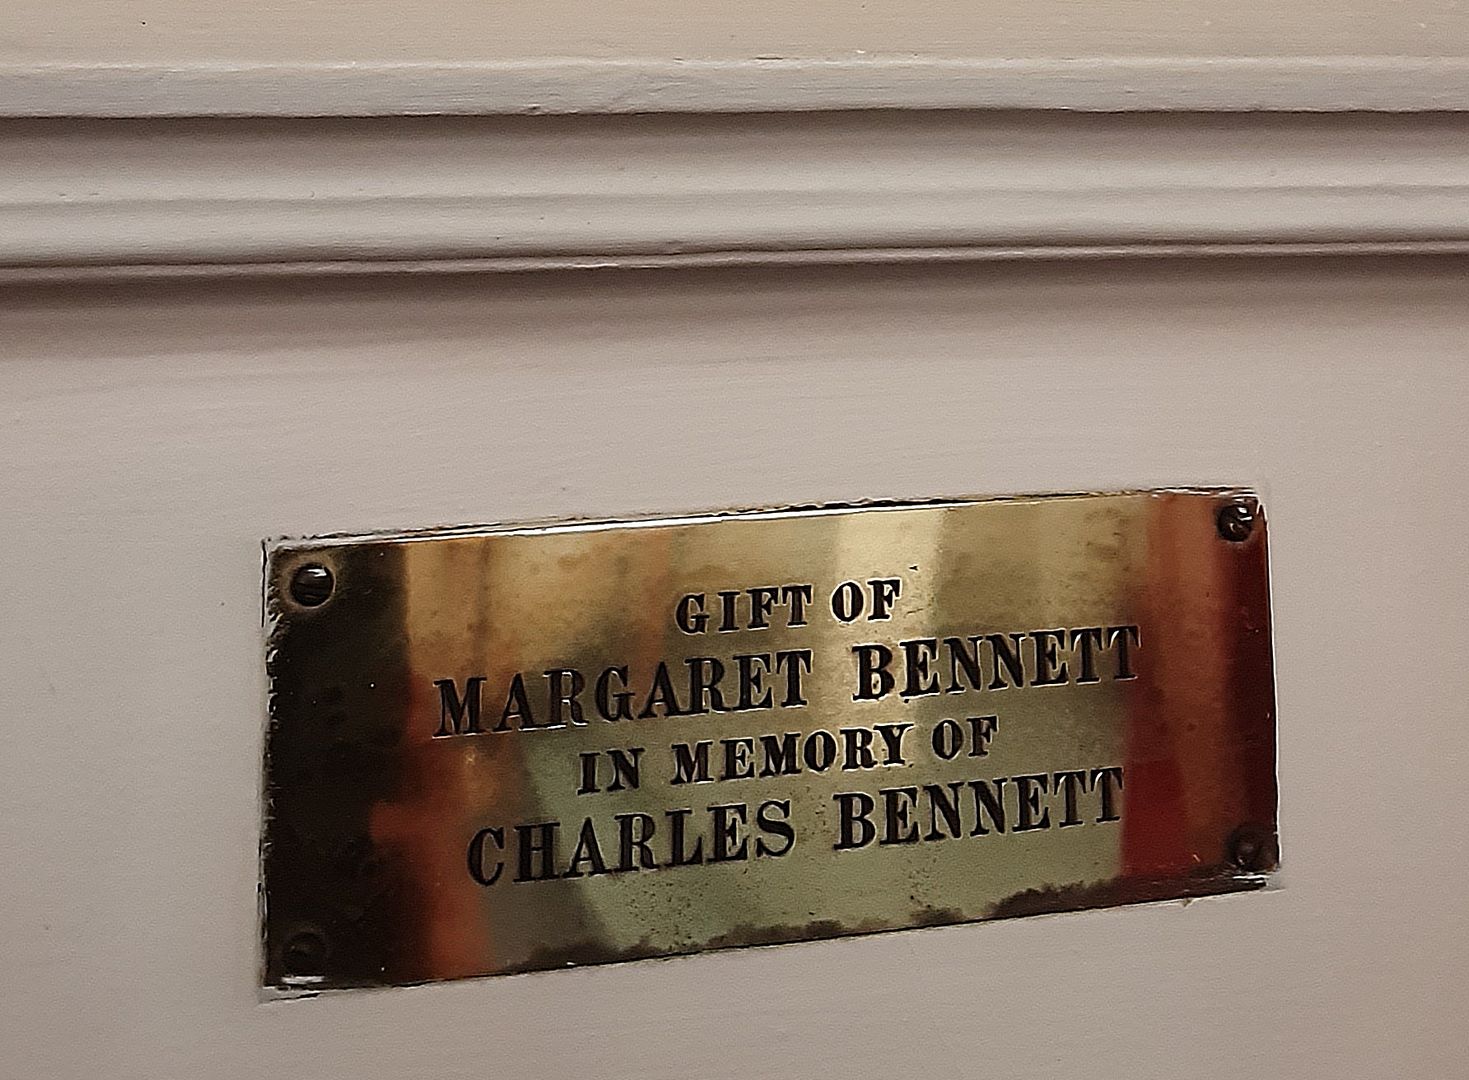 GIFT OF
MARGARET BENNETT
IN MEMORY OF
CHARLES BENNETT